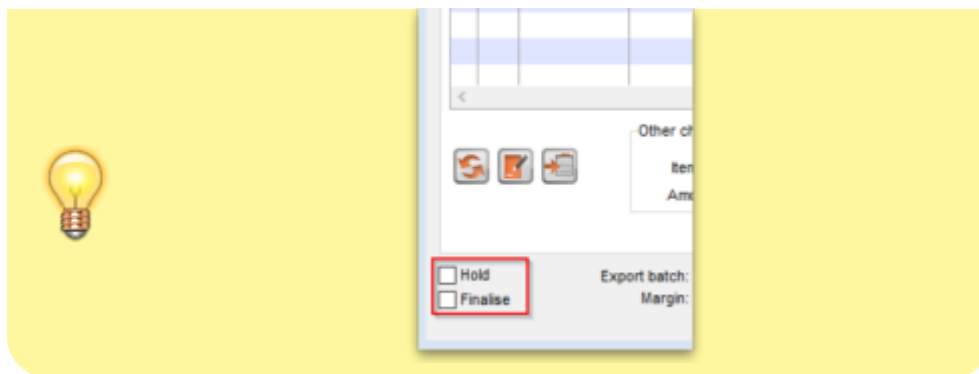 <
Other ch
Iten
Amo
Hold
Export batch:
Finalise
Margin: